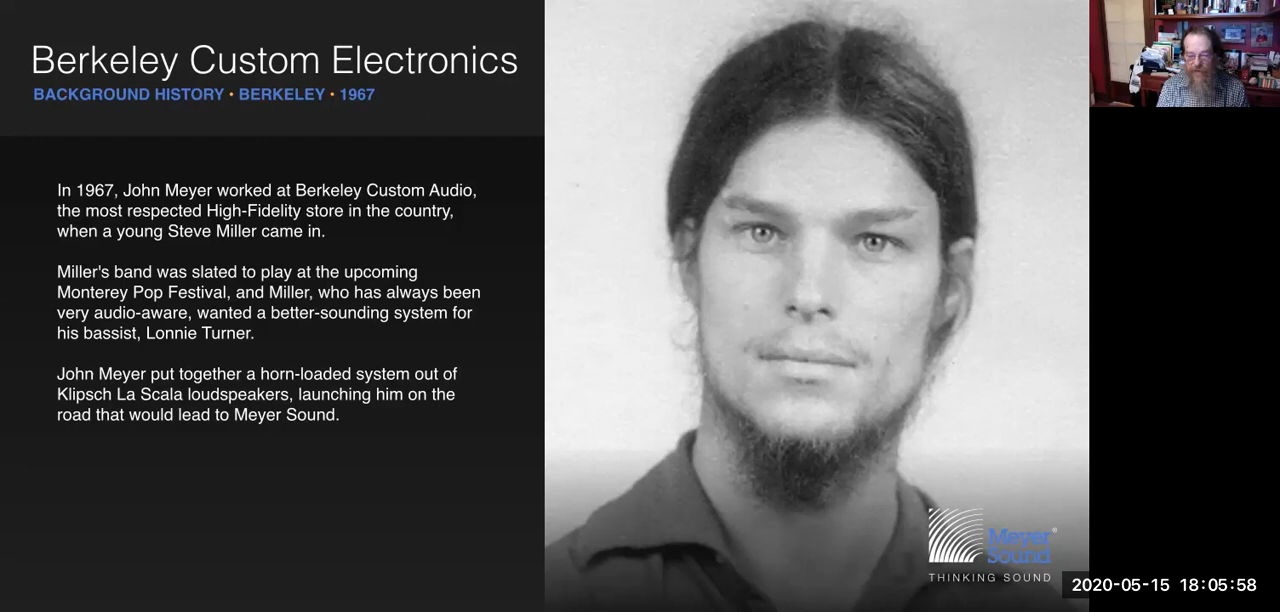 Berkeley Custom Electronics
BACKGROUND HISTORY • BERKELEY • 1967
In 1967, John Meyer worked at Berkeley Custom Audio,
the most respected High-Fidelity store in the country,
when a young Steve Miller came in.
Miller's band was slated to play at the upcoming
Monterey Pop Festival, and Miller, who has always been
very audio-aware, wanted a better-sounding system for
his bassist, Lonnie Turner.
John Meyer put together a horn-loaded system out of
Klipsch La Scala loudspeakers, launching him on the
road that would lead to Meyer Sound.
Meyer®
Sound
THINKING SOUND
2020-05-15 18:05:58